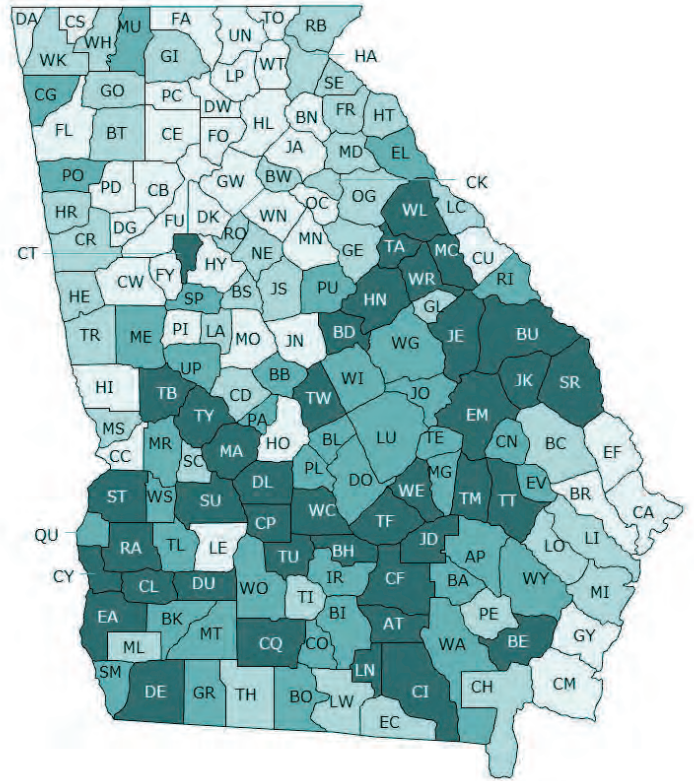 DA CS FA TO
MU UN RB
WH
WK GI LP WT HA
SE
CG GO PC DW
FR HT
FL BT CE FO HL BN
JA MD EL
PO GW BW CK
PD CB OG WL LC
HR DG FU DK WN OC
CR RO MN GE TA MC CU
CT HY NE
CW FY WR RI
HE SP BS JS PU HN
GL
TR ME PI LA MO JN BD WG JE BU
UP BB WI
HI TB CD TW JO JK SR
TY PA EM
MS MR HO BL LU TE CN BC EF
CC SC MA
PL DO MG
ST WS SU DL WE TM TT EV BR CA
CP WC TF
QU RA TL LE JD LO LI
TU BH AP
CY CL DU WO IR CF BA WY MI
TI
EA BK MT BI PE
AT GY
ML CQ CO WA BE
SM LN
DE GR TH BO LW CI CH CM
EC